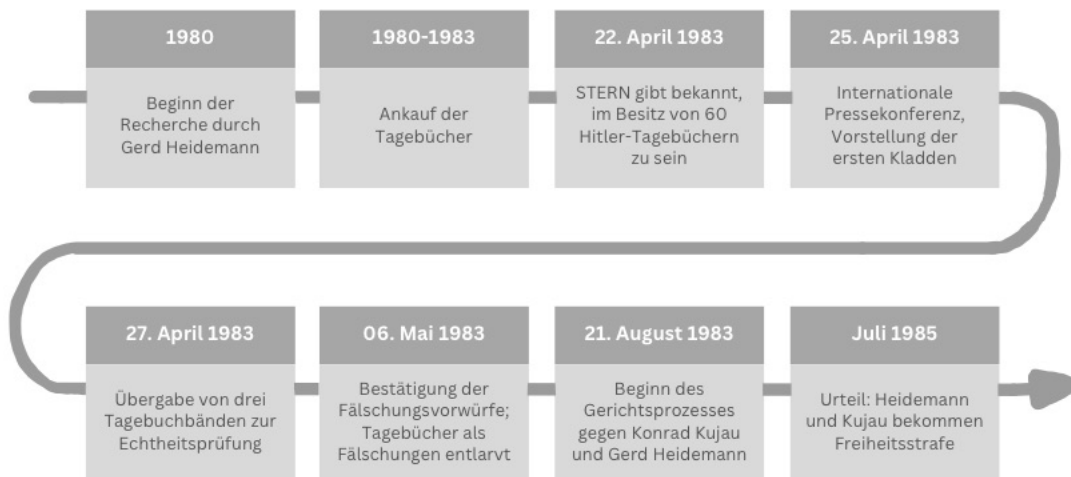 1980
Beginn der
Recherche durch
Gerd Heidemann
1980-1983
Ankauf der
Tagebücher
22. April 1983
STERN gibt bekannt,
im Besitz von 60
Hitler-Tagebüchern
zu sein
25. April 1983
Internationale
Pressekonferenz,
Vorstellung der
ersten Kladden
27. April 1983
Übergabe von drei
Tagebuchbänden zur
Echtheitsprüfung
06. Mai 1983
Bestätigung der
Fälschungsvorwürfe;
Tagebücher als
Fälschungen entlarvt
21. August 1983
Beginn des
Gerichtsprozesses
gegen Konrad Kujau
und Gerd Heidemann
Juli 1985
Urteil: Heidemann
und Kujau bekommen
Freiheitsstrafe